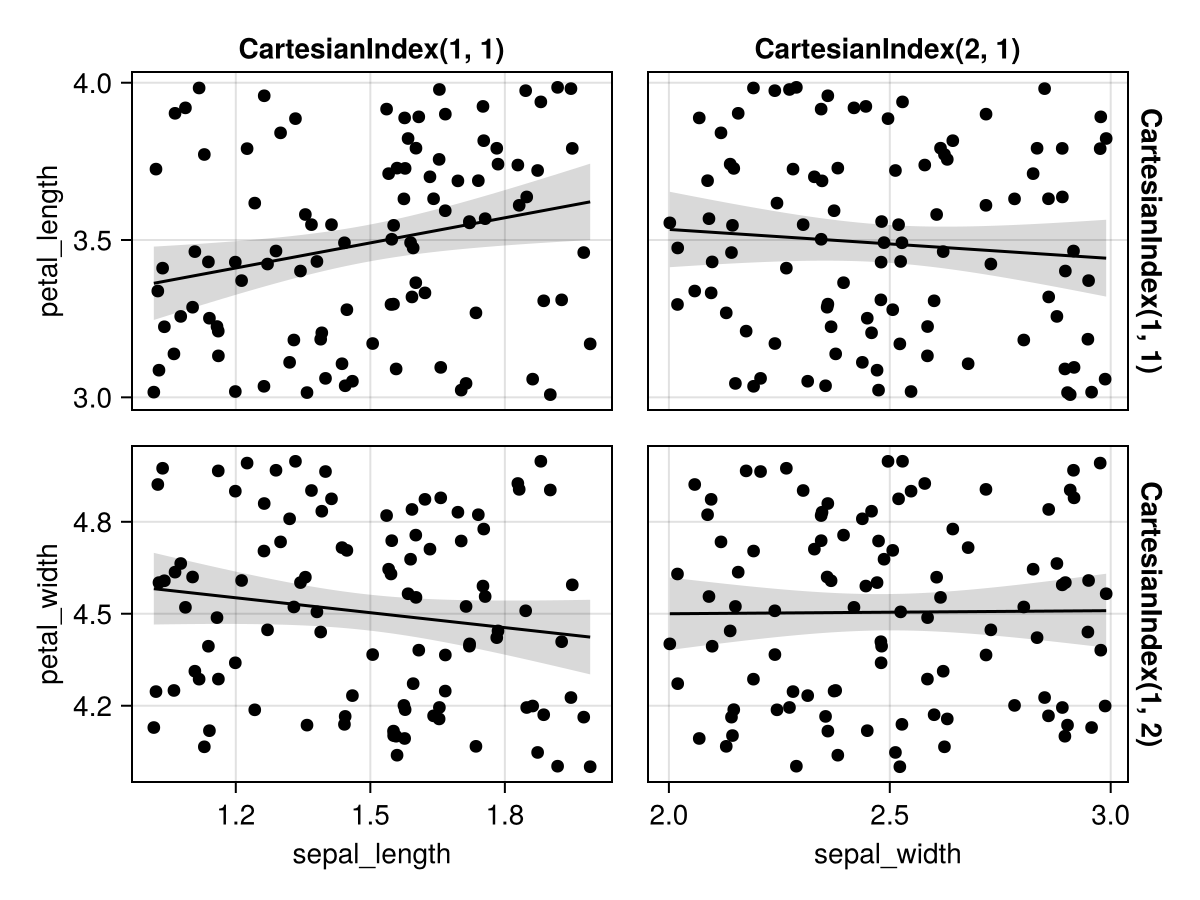 CartesianIndex(1, 1)
CartesianIndex(2, 1)
petal_length
4.0
3.5
3.0
CartesianIndex(1, 1)
petal_width
4.8
4.5
4.2
CartesianIndex(1, 2)
1.2
1.5
1.8
2.0
2.5
3.0
sepal_length
sepal_width